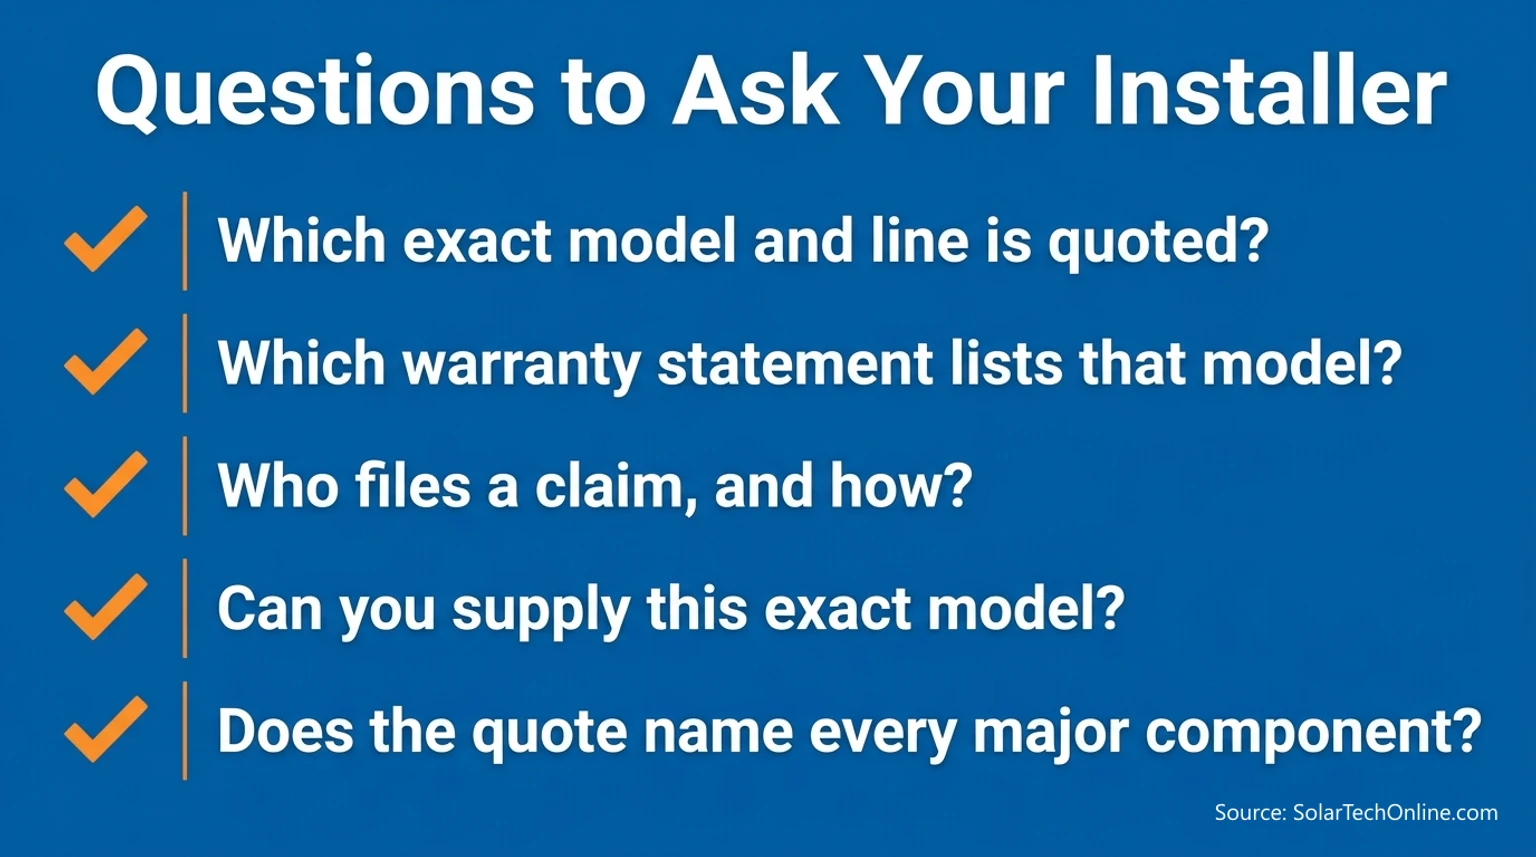 Questions to Ask Your Installer
Which exact model and line is quoted?
Which warranty statement lists that model?
Who files a claim, and how?
Can you supply this exact model?
Does the quote name every major component?
Source: SolarTechOnline.com